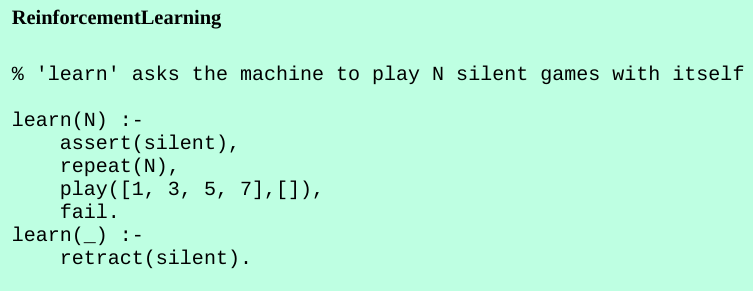 ReinforcementLearning
% 'learn' asks the machine to play N silent games with itself
learn(N) :-
    assert(silent),
    repeat(N),
    play([1, 3, 5, 7],[]),
    fail.
learn(_) :-
    retract(silent).